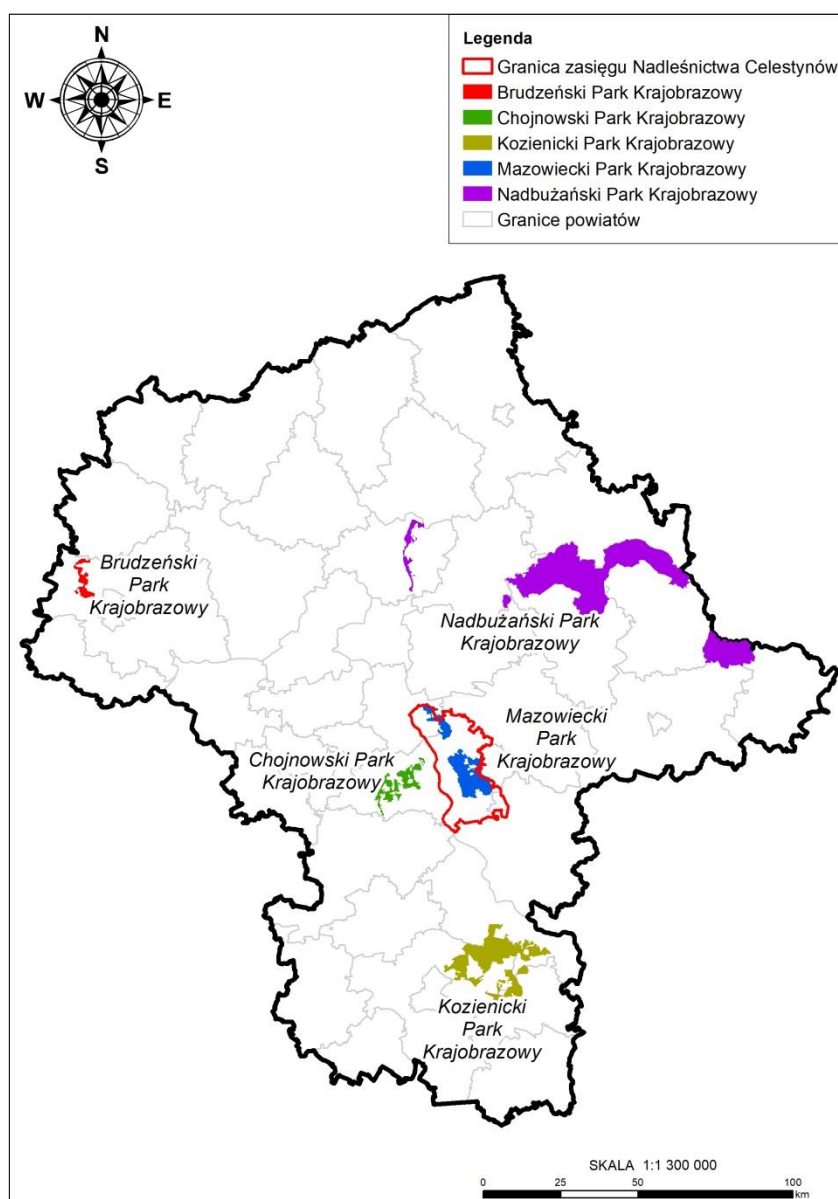 N
W
E
S
Legenda
Granica zasięgu Nadleśnictwa Celestynów
Brudzeński Park Krajobrazowy
Chojnowski Park Krajobrazowy
Kozienicki Park Krajobrazowy
Mazowiecki Park Krajobrazowy
Nadbużański Park Krajobrazowy
Granice powiatów
Brudzeński
Park
Krajobrazowy
Nadbużański Park
Krajobrazowy
Mazowiecki
Park
Krajobrazowy
Chojnowski Park
Krajobrazowy
Kozienicki
Park
Krajobrazowy
SKALA 1:1 300 000
0 25 50 100
km